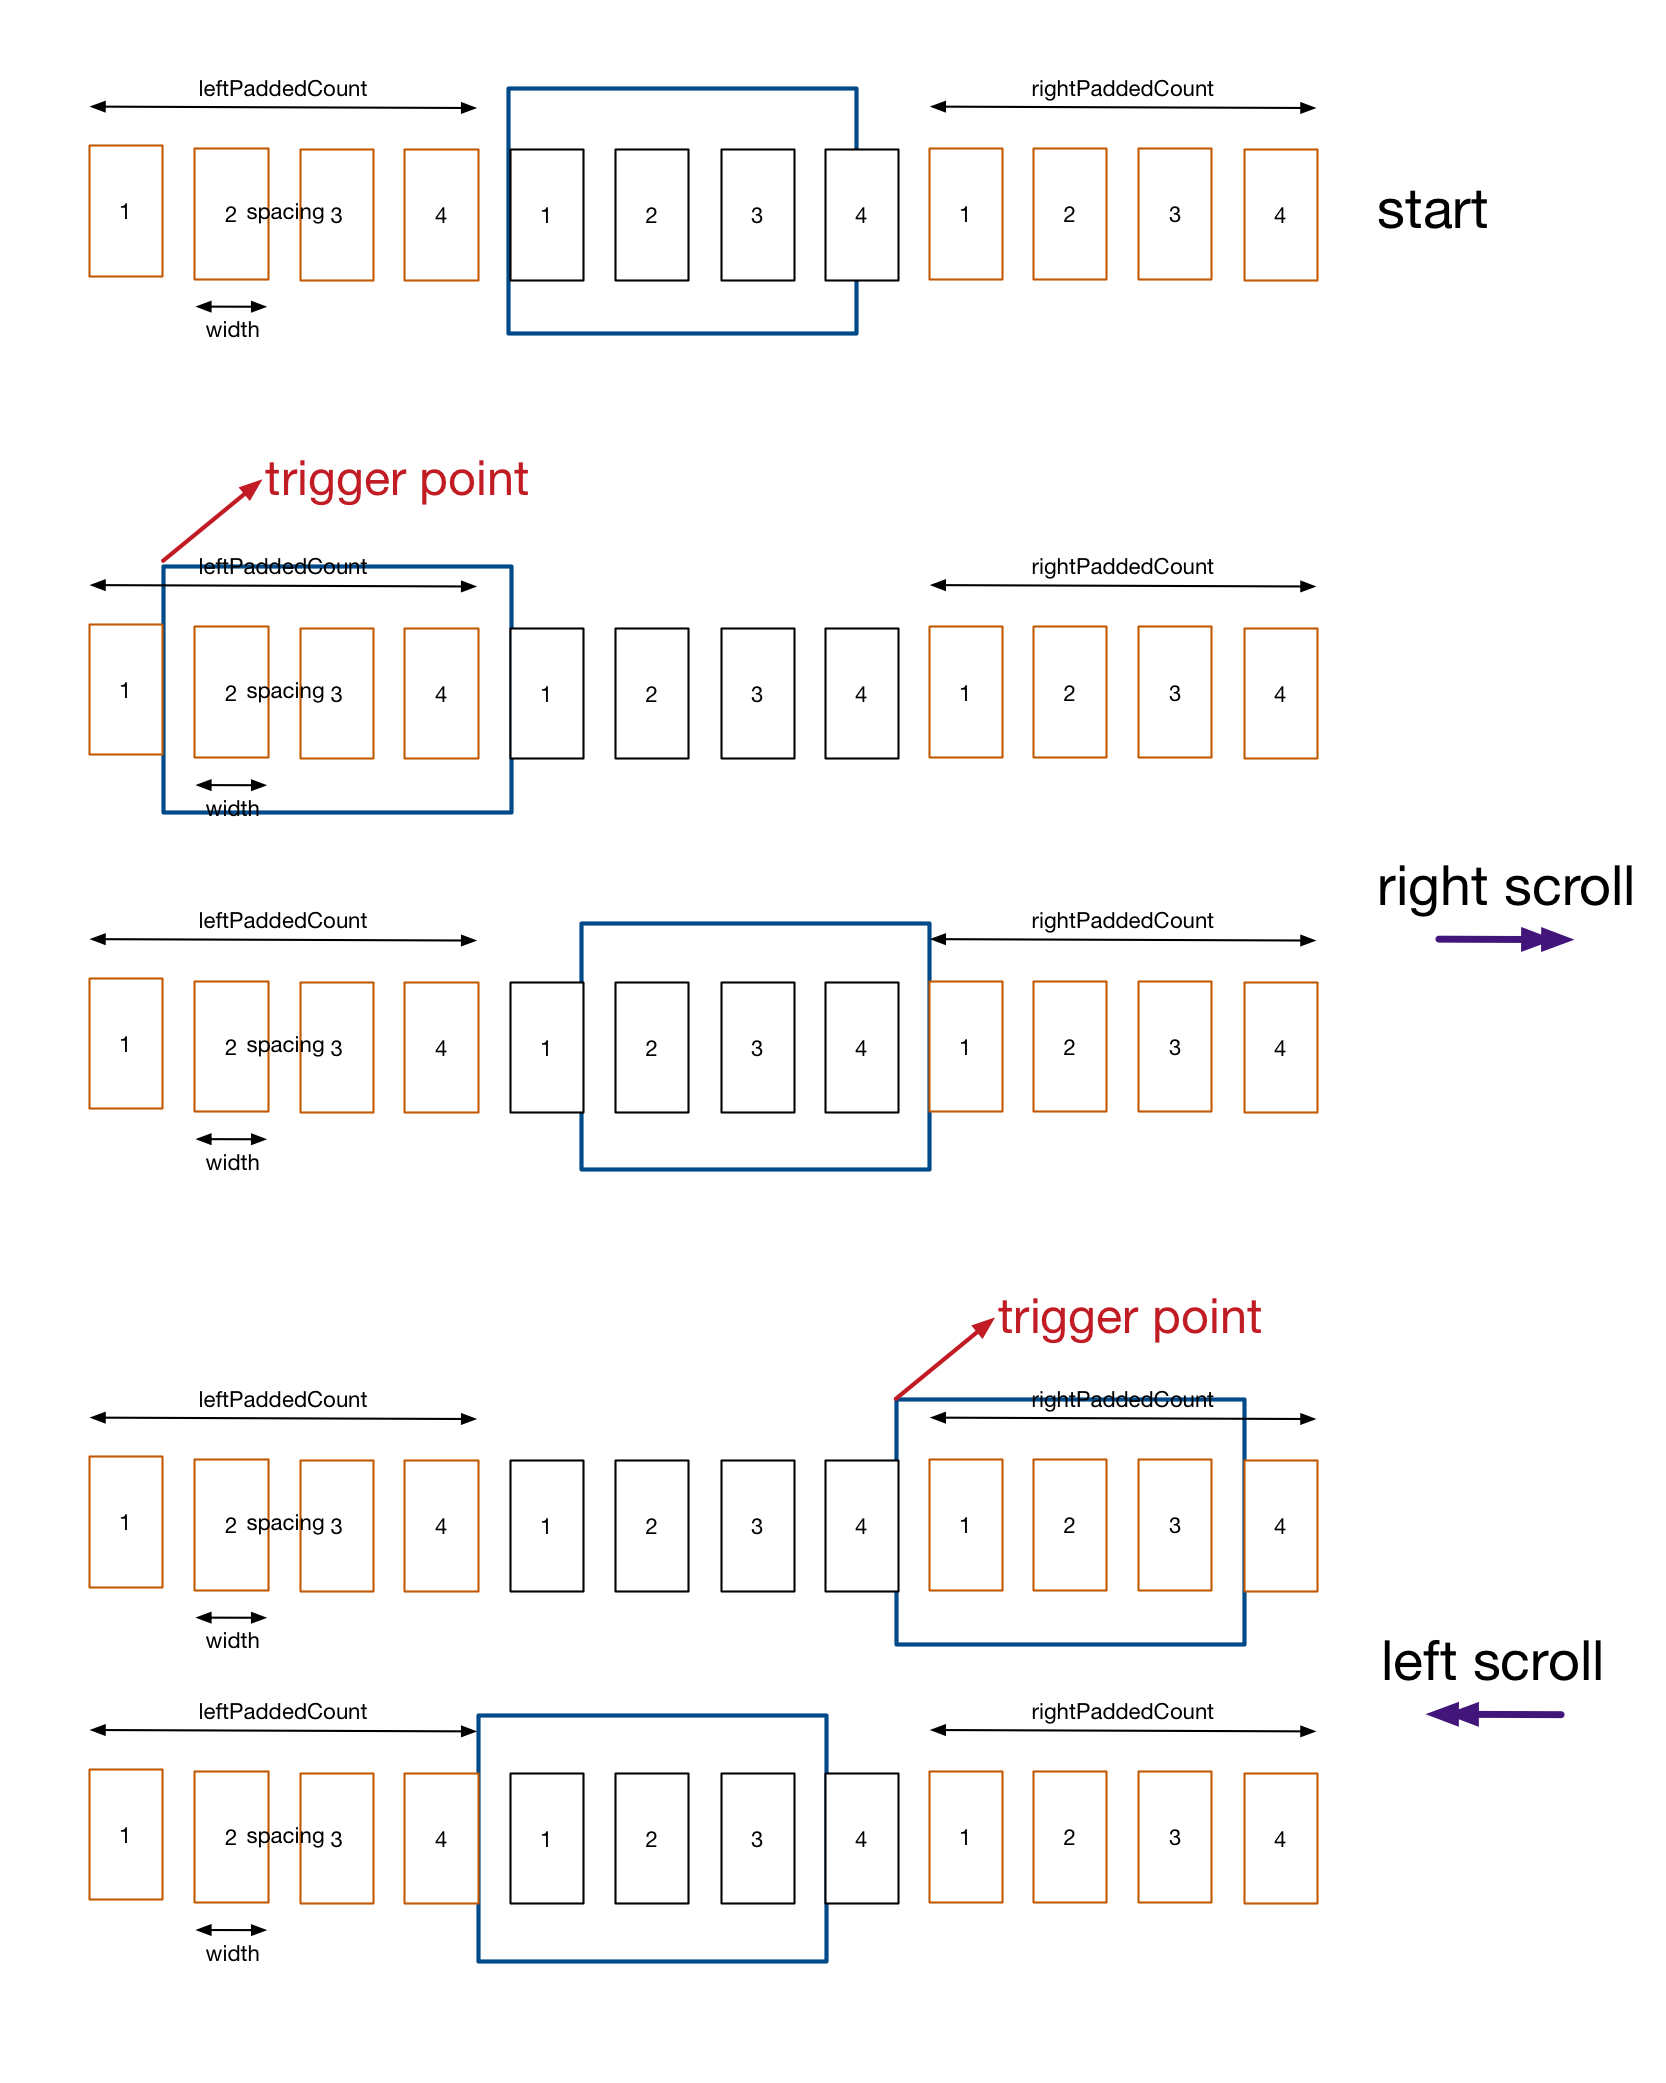 leftPaddedCount rightPaddedCount
1 2 spacing 3 4 1 2 3 4 1 2 3 4 start
width
trigger point
leftPaddedCount rightPaddedCount
1 2 spacing 3 4 1 2 3 4 1 2 3 4
width
right scroll
leftPaddedCount rightPaddedCount
1 2 spacing 3 4 1 2 3 4 1 2 3 4
width
trigger point
leftPaddedCount rightPaddedCount
1 2 spacing 3 4 1 2 3 4 1 2 3 4
width
left scroll
leftPaddedCount rightPaddedCount
1 2 spacing 3 4 1 2 3 4 1 2 3 4
width